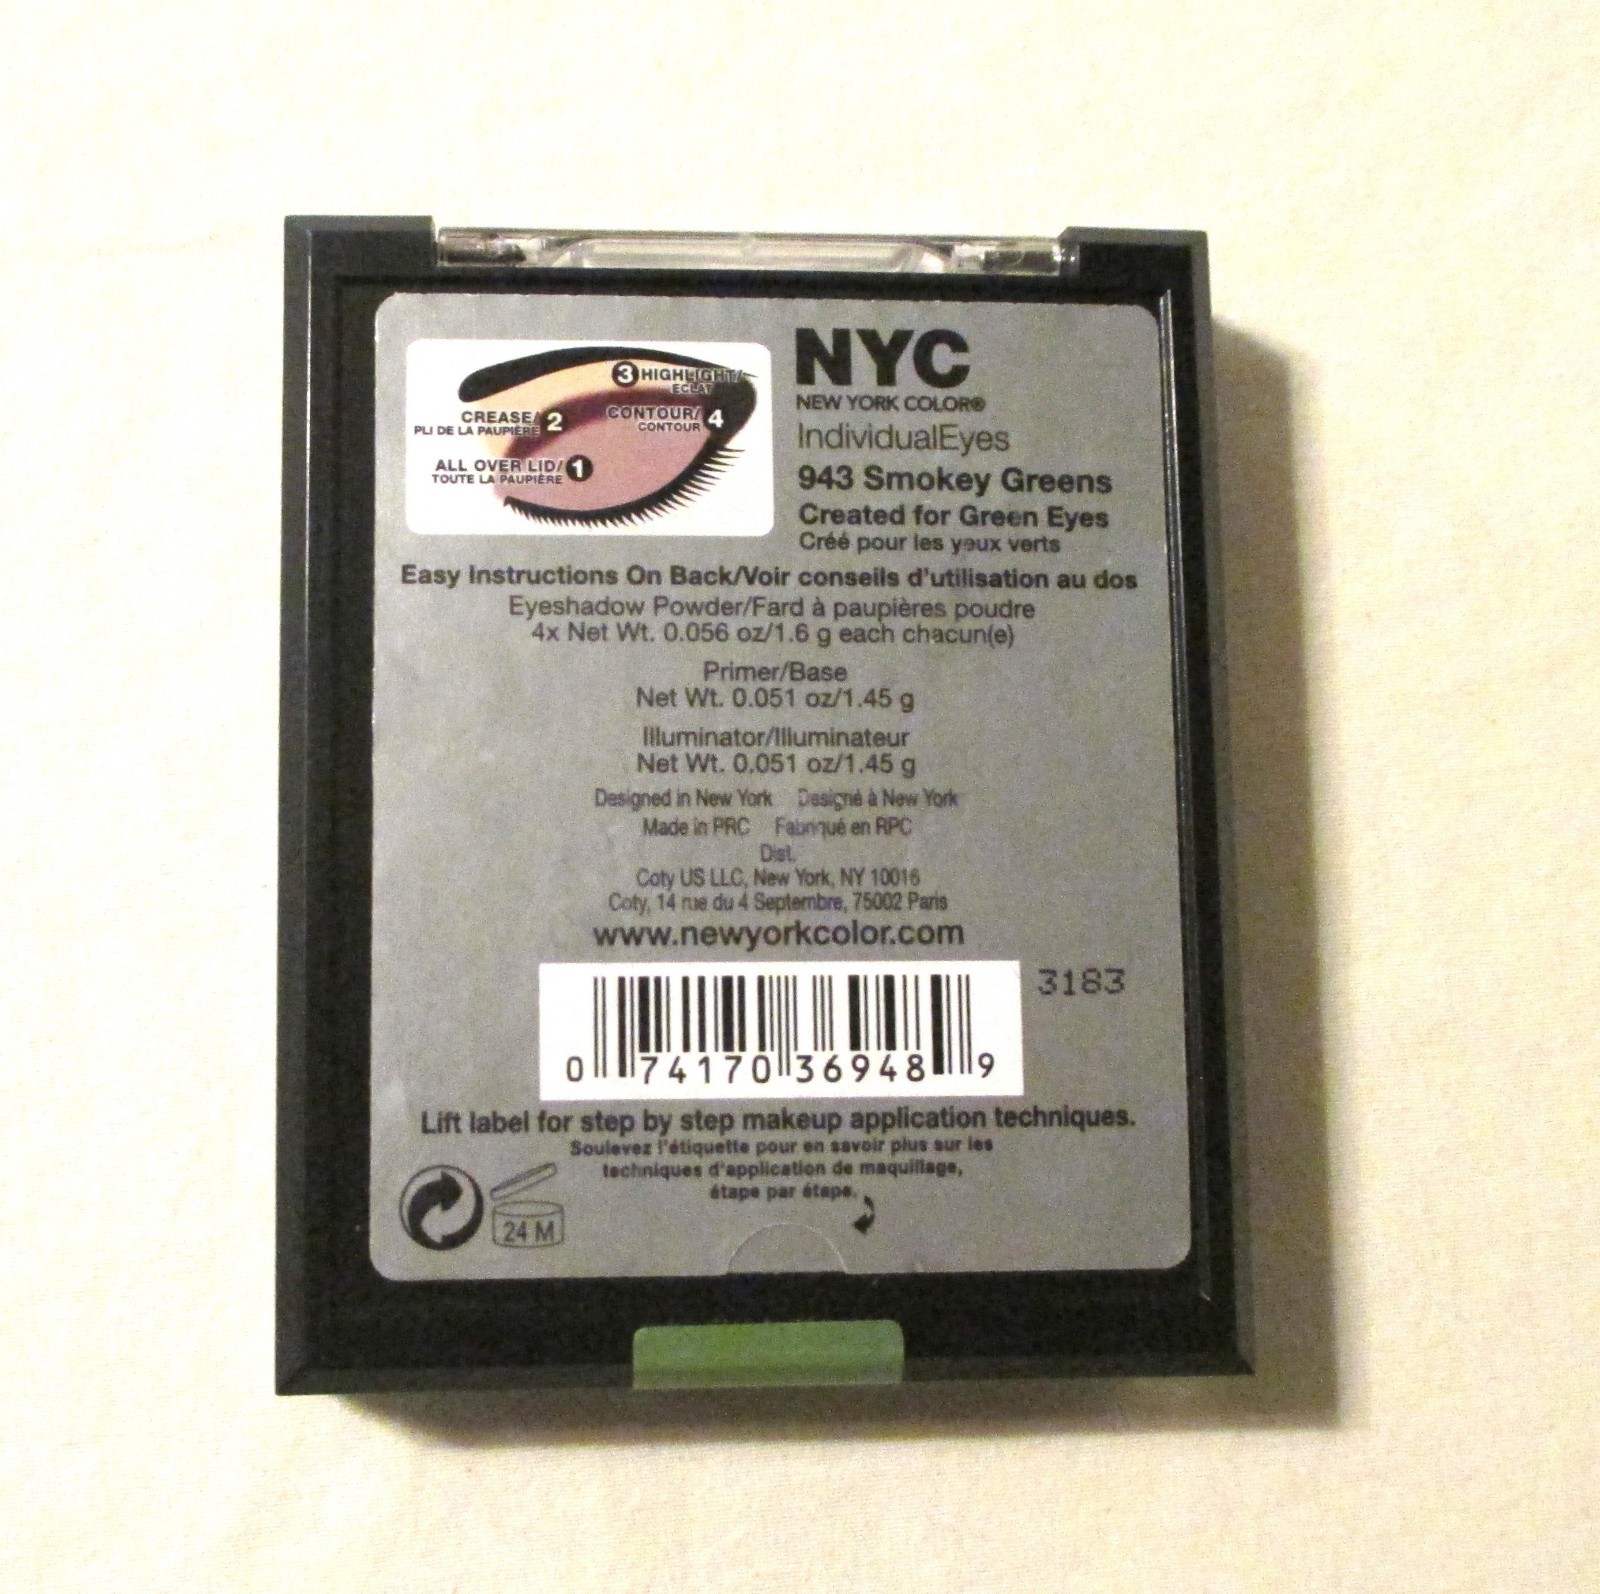 3 HIGHLIGHT/
ECLAT
CREASE/ 2
PLI DE LA PAUPIÈRE
CONTOUR/ 4
CONTOUR
ALL OVER LID/ 1
TOUTE LA PAUPIÈRE
NYC
NEW YORK COLOR®
IndividualEyes
943 Smokey Greens
Created for Green Eyes
Créé pour les yeux verts
Easy Instructions On Back/Voir conseils d'utilisation au dos
Eyeshadow Powder/Fard à paupières poudre
4x Net Wt. 0.056 oz/1.6 g each chacun(e)
Primer/Base
Net Wt. 0.051 oz/1.45 g
Illuminator/Illuminateur
Net Wt. 0.051 oz/1.45 g
Designed in New York Designé à New York
Made in PRC Fabriqué en RPC
Dist.
Coty US LLC, New York, NY 10016
Coty, 14 rue du 4 Septembre, 75002 Paris
www.newyorkcolor.com
3183
0 74170 36948 9
Lift label for step by step makeup application techniques.
Soulevez l'étiquette pour en savoir plus sur les
techniques d'application de maquillage,
étape par étape.
24 M